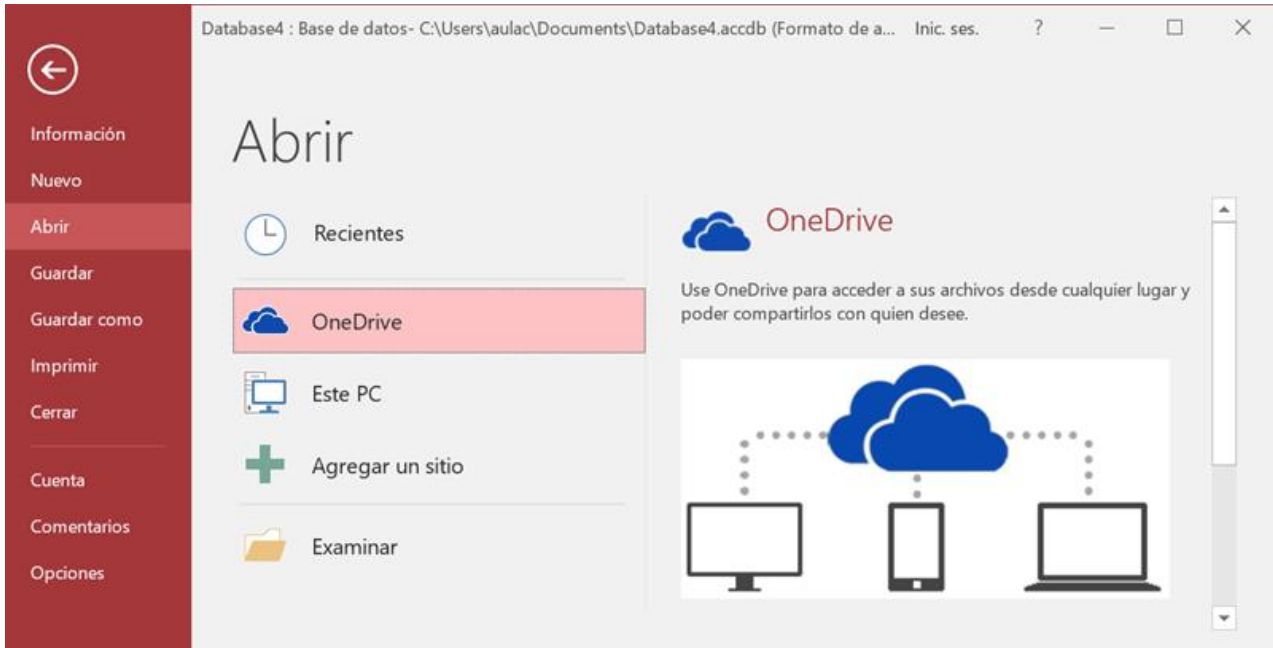 Database4 : Base de datos- C:\Users\aulac\Documents\Database4.accdb (Formato de a... Inic. ses. ?
Información
Nuevo
Abrir
Guardar
Guardar como
Imprimir
Cerrar
Cuenta
Comentarios
Opciones
Abrir
Recientes
OneDrive
Este PC
Agregar un sitio
Examinar
OneDrive
Use OneDrive para acceder a sus archivos desde cualquier lugar y
poder compartirlos con quien desee.